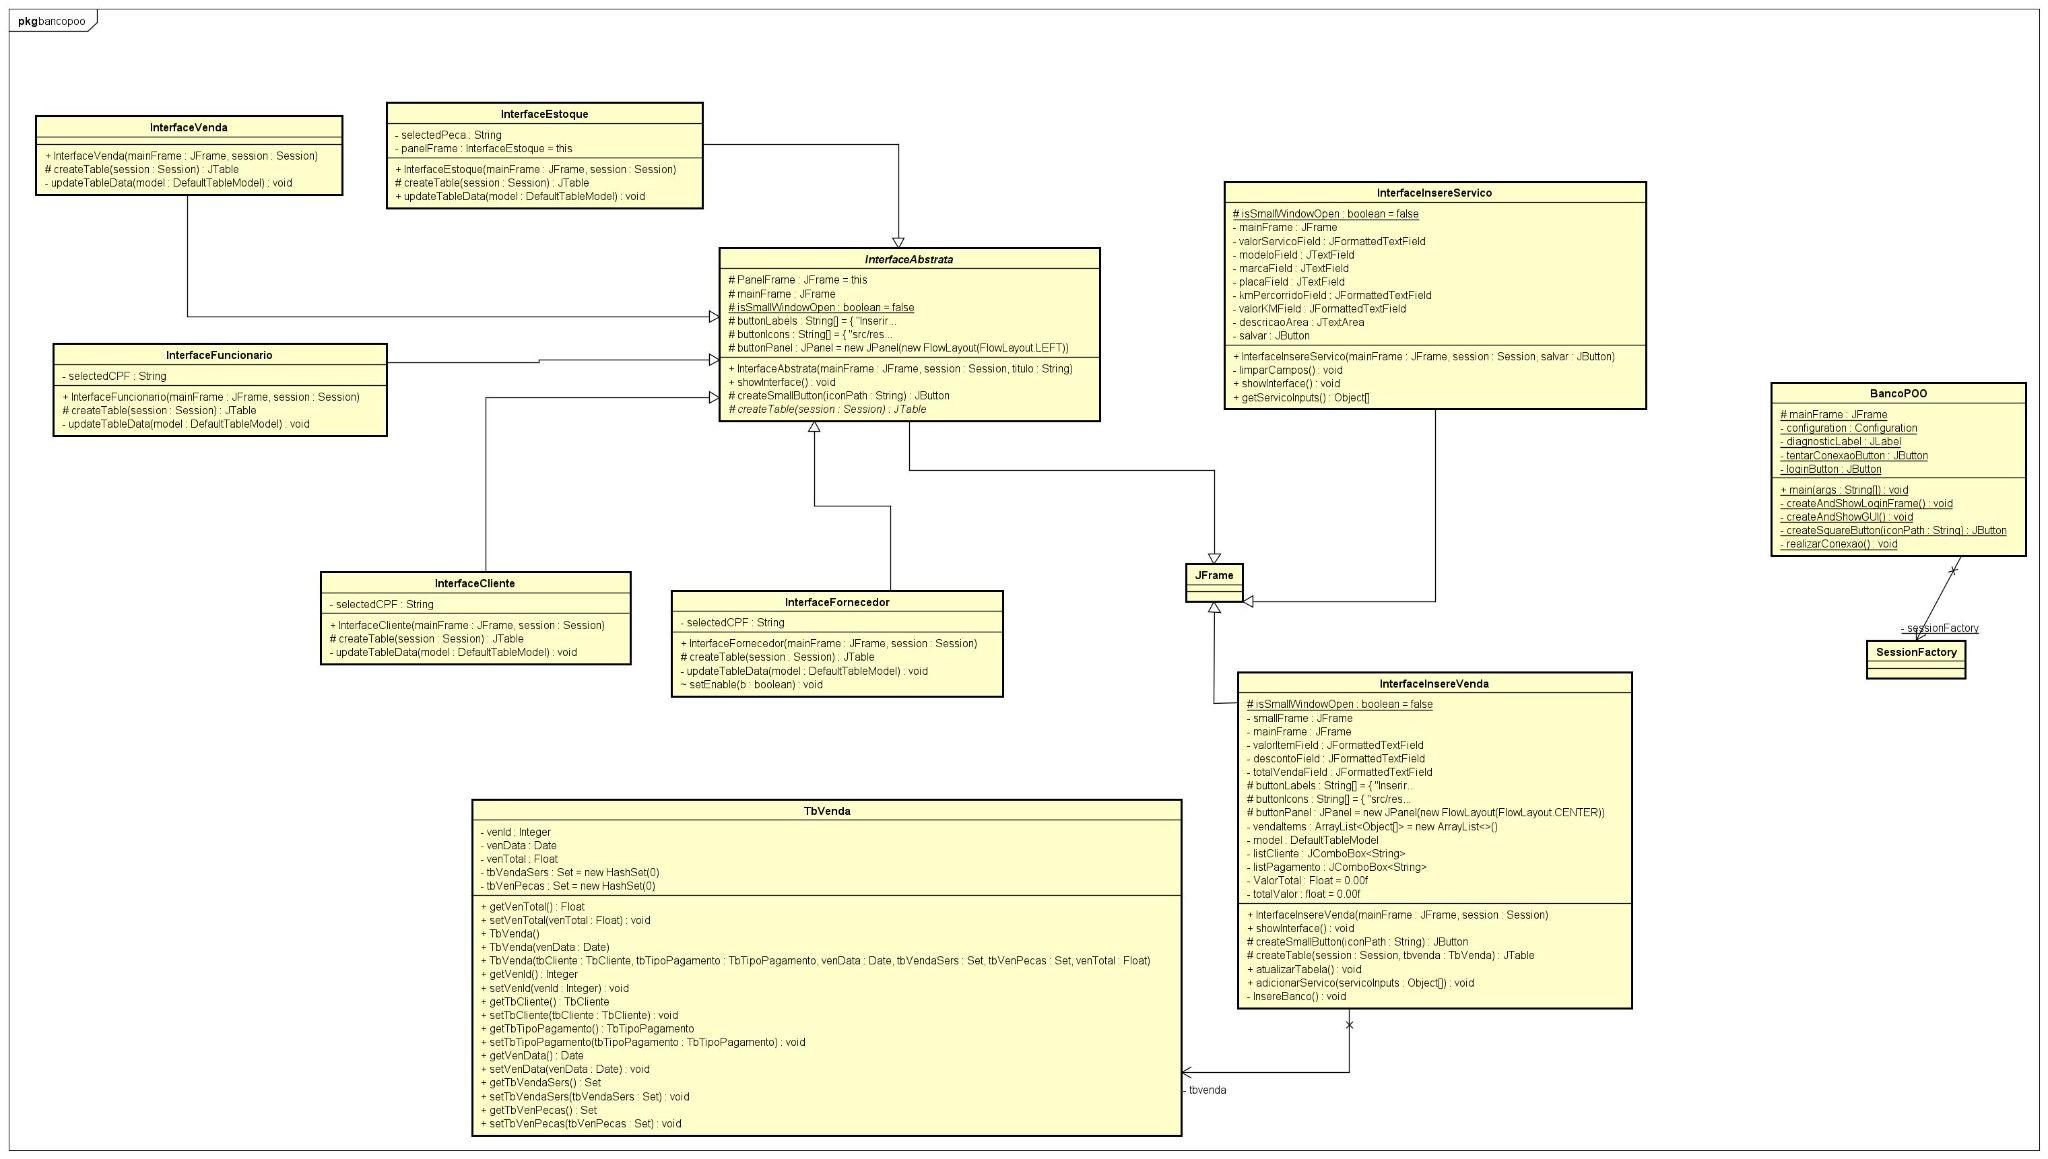 pkg bancopoo
InterfaceVenda
+ InterfaceVenda(mainFrame : JFrame, session : Session)
# createTable(session : Session) : JTable
- updateTableData(model : DefaultTableModel) : void
InterfaceEstoque
- selectedPeca : String
- panelFrame : InterfaceEstoque = this
+ InterfaceEstoque(mainFrame : JFrame, session : Session)
# createTable(session : Session) : JTable
+ updateTableData(model : DefaultTableModel) : void
InterfaceInsereServico
# isSmallWindowOpen : boolean = false
- mainFrame : JFrame
- valorServicoField : JFormattedTextField
- modeloField : JTextField
- marcaField : JTextField
- placaField : JTextField
- kmPercorridoField : JFormattedTextField
- valorKMField : JFormattedTextField
- descricaoArea : JTextArea
- salvar : JButton
+ InterfaceInsereServico(mainFrame : JFrame, session : Session, salvar : JButton)
- limparCampos() : void
+ showInterface() : void
+ getServicoInputs() : Object[]
InterfaceAbstrata
# PanelFrame : JFrame = this
# mainFrame : JFrame
# isSmallWindowOpen : boolean = false
# buttonLabels : String[] = { "Inserir...
# buttonIcons : String[] = { "src/res...
# buttonPanel : JPanel = new JPanel(new FlowLayout(FlowLayout.LEFT))
+ InterfaceAbstrata(mainFrame : JFrame, session : Session, titulo : String)
+ showInterface() : void
# createSmallButton(iconPath : String) : JButton
# createTable(session : Session) : JTable
InterfaceFuncionario
- selectedCPF : String
+ InterfaceFuncionario(mainFrame : JFrame, session : Session)
# createTable(session : Session) : JTable
- updateTableData(model : DefaultTableModel) : void
BancoPOO
# mainFrame : JFrame
- configuration : Configuration
- diagnosticLabel : JLabel
- tentarConexaoButton : JButton
- loginButton : JButton
+ main(args : String[]) : void
- createAndShowLoginFrame() : void
- createAndShowGUI() : void
- createSquareButton(iconPath : String) : JButton
- realizarConexao() : void
InterfaceCliente
- selectedCPF : String
+ InterfaceCliente(mainFrame : JFrame, session : Session)
# createTable(session : Session) : JTable
- updateTableData(model : DefaultTableModel) : void
InterfaceFornecedor
- selectedCPF : String
+ InterfaceFornecedor(mainFrame : JFrame, session : Session)
# createTable(session : Session) : JTable
- updateTableData(model : DefaultTableModel) : void
~ setEnable(b : boolean) : void
JFrame
- sessionFactory
SessionFactory
InterfaceInsereVenda
# isSmallWindowOpen : boolean = false
- smallFrame : JFrame
- mainFrame : JFrame
- valorItemField : JFormattedTextField
- descontoField : JFormattedTextField
- totalVendaField : JFormattedTextField
# buttonLabels : String[] = { "Inserir...
# buttonIcons : String[] = { "src/res...
# buttonPanel : JPanel = new JPanel(new FlowLayout(FlowLayout.CENTER))
- vendaItems : ArrayList<Object[]> = new ArrayList<>()
- model : DefaultTableModel
- listCliente : JComboBox<String>
- listPagamento : JComboBox<String>
- ValorTotal : Float = 0.00f
- totalValor : float = 0.00f
+ InterfaceInsereVenda(mainFrame : JFrame, session : Session)
+ showInterface() : void
# createSmallButton(iconPath : String) : JButton
# createTable(session : Session, tbvenda : TbVenda) : JTable
+ atualizarTabela() : void
+ adicionarServico(servicoInputs : Object[]) : void
- InsereBanco() : void
TbVenda
- venId : Integer
- venData : Date
- venTotal : Float
- tbVendaSers : Set = new HashSet(0)
- tbVenPecas : Set = new HashSet(0)
+ getVenTotal() : Float
+ setVenTotal(venTotal : Float) : void
+ TbVenda()
+ TbVenda(venData : Date)
+ TbVenda(tbCliente : TbCliente, tbTipoPagamento : TbTipoPagamento, venData : Date, tbVendaSers : Set, tbVenPecas : Set, venTotal : Float)
+ getVenId() : Integer
+ setVenId(venId : Integer) : void
+ getTbCliente() : TbCliente
+ setTbCliente(tbCliente : TbCliente) : void
+ getTbTipoPagamento() : TbTipoPagamento
+ setTbTipoPagamento(tbTipoPagamento : TbTipoPagamento) : void
+ getVenData() : Date
+ setVenData(venData : Date) : void
+ getTbVendaSers() : Set
+ setTbVendaSers(tbVendaSers : Set) : void
+ getTbVenPecas() : Set
+ setTbVenPecas(tbVenPecas : Set) : void
- tbvenda